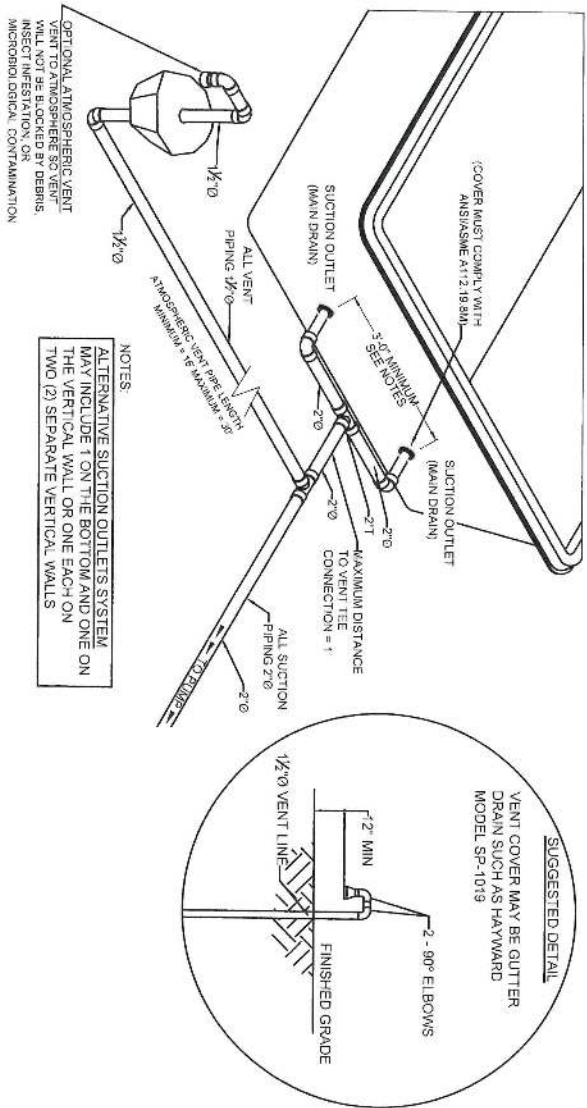 (COVER MUST COMPLY WITH
ANSI/ASME A112.19.8M)
SUCTION OUTLET
(MAIN DRAIN)
SUCTION OUTLET
(MAIN DRAIN)
3'-0" MINIMUM
SEE NOTES
2"Ø
2"Ø
2"T
2"Ø
MAXIMUM DISTANCE
TO VENT TEE
CONNECTION = 1'
ALL SUCTION
PIPING 2"Ø
2"Ø
TO PUMP
ALL VENT
PIPING 1½"Ø
ATMOSPHERIC VENT PIPE LENGTH
MINIMUM = 16' MAXIMUM = 30'
1½"Ø
1½"Ø
OPTIONAL ATMOSPHERIC VENT
VENT TO ATMOSPHERE SO VENT
WILL NOT BE BLOCKED BY DEBRIS,
INSECT INFESTATION, OR
MICROBIOLOGICAL CONTAMINATION
NOTES:
ALTERNATIVE SUCTION OUTLETS SYSTEM
MAY INCLUDE 1 ON THE BOTTOM AND ONE ON
THE VERTICAL WALL OR ONE EACH ON
TWO (2) SEPARATE VERTICAL WALLS
SUGGESTED DETAIL
VENT COVER MAY BE GUTTER
DRAIN SUCH AS HAYWARD
MODEL SP-1019
2 - 90° ELBOWS
12" MIN
FINISHED GRADE
1½"Ø VENT LINE